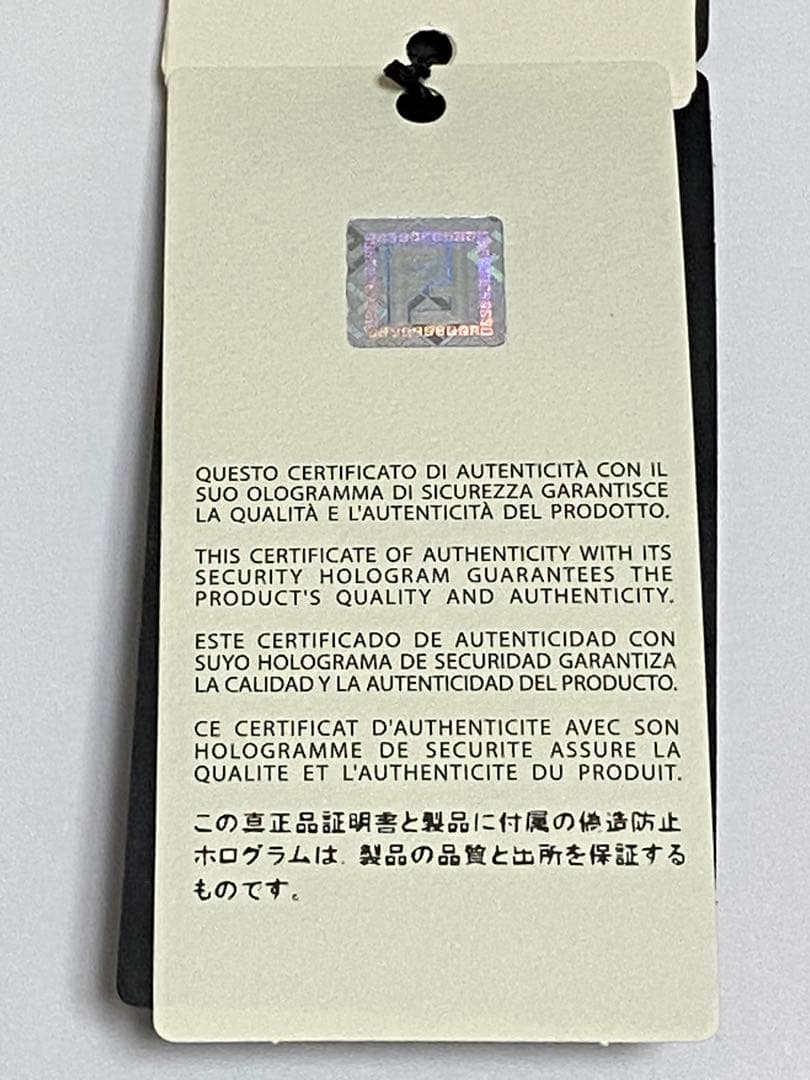 QUESTO CERTIFICATO DI AUTENTICITÀ CON IL
SUO OLOGRAMMA DI SICUREZZA GARANTISCE
LA QUALITÀ E L'AUTENTICITÀ DEL PRODOTTO.
THIS CERTIFICATE OF AUTHENTICITY WITH ITS
SECURITY HOLOGRAM GUARANTEES THE
PRODUCT'S QUALITY AND AUTHENTICITY.
ESTE CERTIFICADO DE AUTENTICIDAD CON
SUYO HOLOGRAMA DE SECURIDAD GARANTIZA
LA CALIDAD Y LA AUTENTICIDAD DEL PRODUCTO.
CE CERTIFICAT D'AUTHENTICITE AVEC SON
HOLOGRAMME DE SECURITE ASSURE LA
QUALITE ET L'AUTHENTICITE DU PRODUIT.
この真正品証明書と製品に付属の偽造防止
ホログラムは、製品の品質と出所を保証する
ものです。